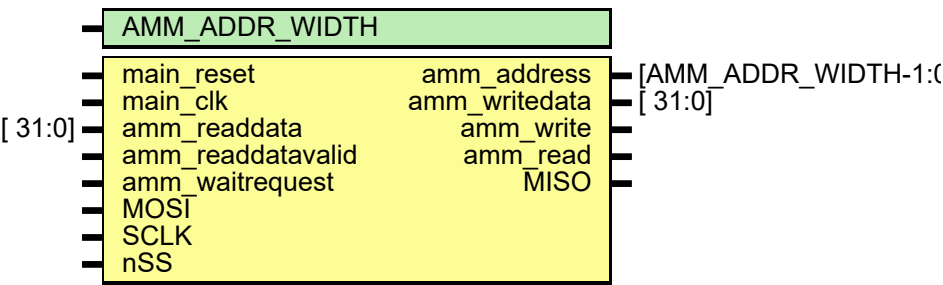 AMM_ADDR_WIDTH
main_reset amm_address [AMM_ADDR_WIDTH-1:0
main_clk amm_writedata [ 31:0]
[ 31:0] amm_readdata amm_write
amm_readdatavalid amm_read
amm_waitrequest MISO
MOSI
SCLK
nSS